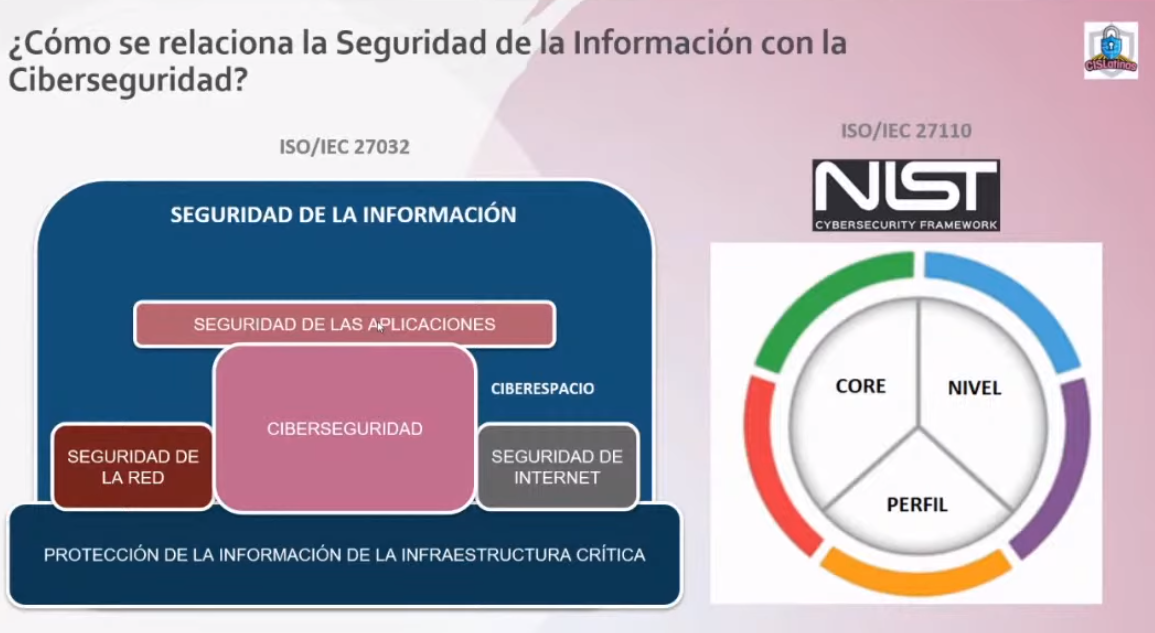 ¿Cómo se relaciona la Seguridad de la Información con la
Ciberseguridad?
CISLatinos
ISO/IEC 27032
SEGURIDAD DE LA INFORMACIÓN
SEGURIDAD DE LAS APLICACIONES
CIBERESPACIO
CIBERSEGURIDAD
SEGURIDAD DE
LA RED
SEGURIDAD DE
INTERNET
PROTECCIÓN DE LA INFORMACIÓN DE LA INFRAESTRUCTURA CRÍTICA
ISO/IEC 27110
NIST
CYBERSECURITY FRAMEWORK
CORE
NIVEL
PERFIL